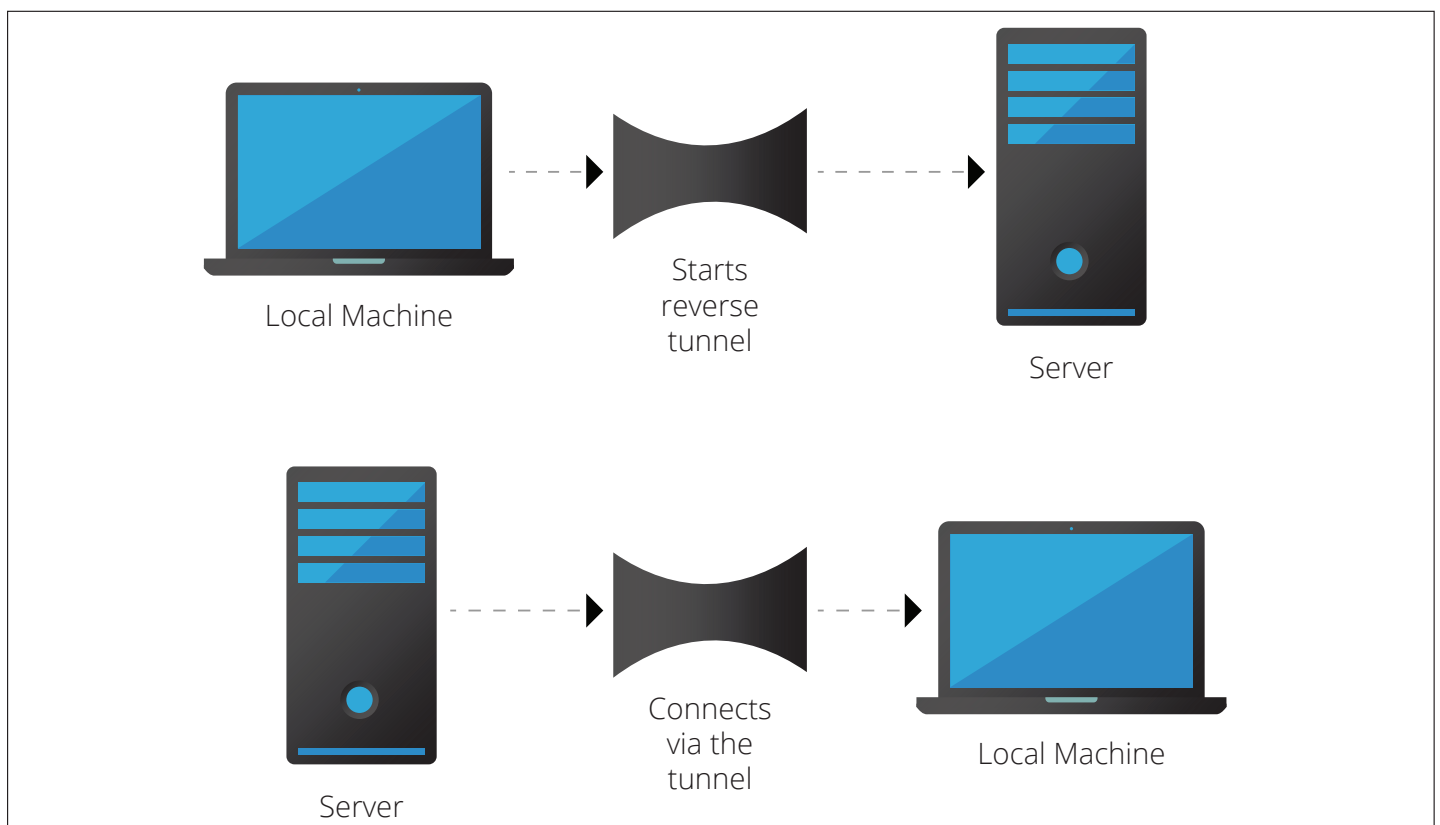 Local Machine
Starts
reverse
tunnel
Server
Server
Connects
via the
tunnel
Local Machine